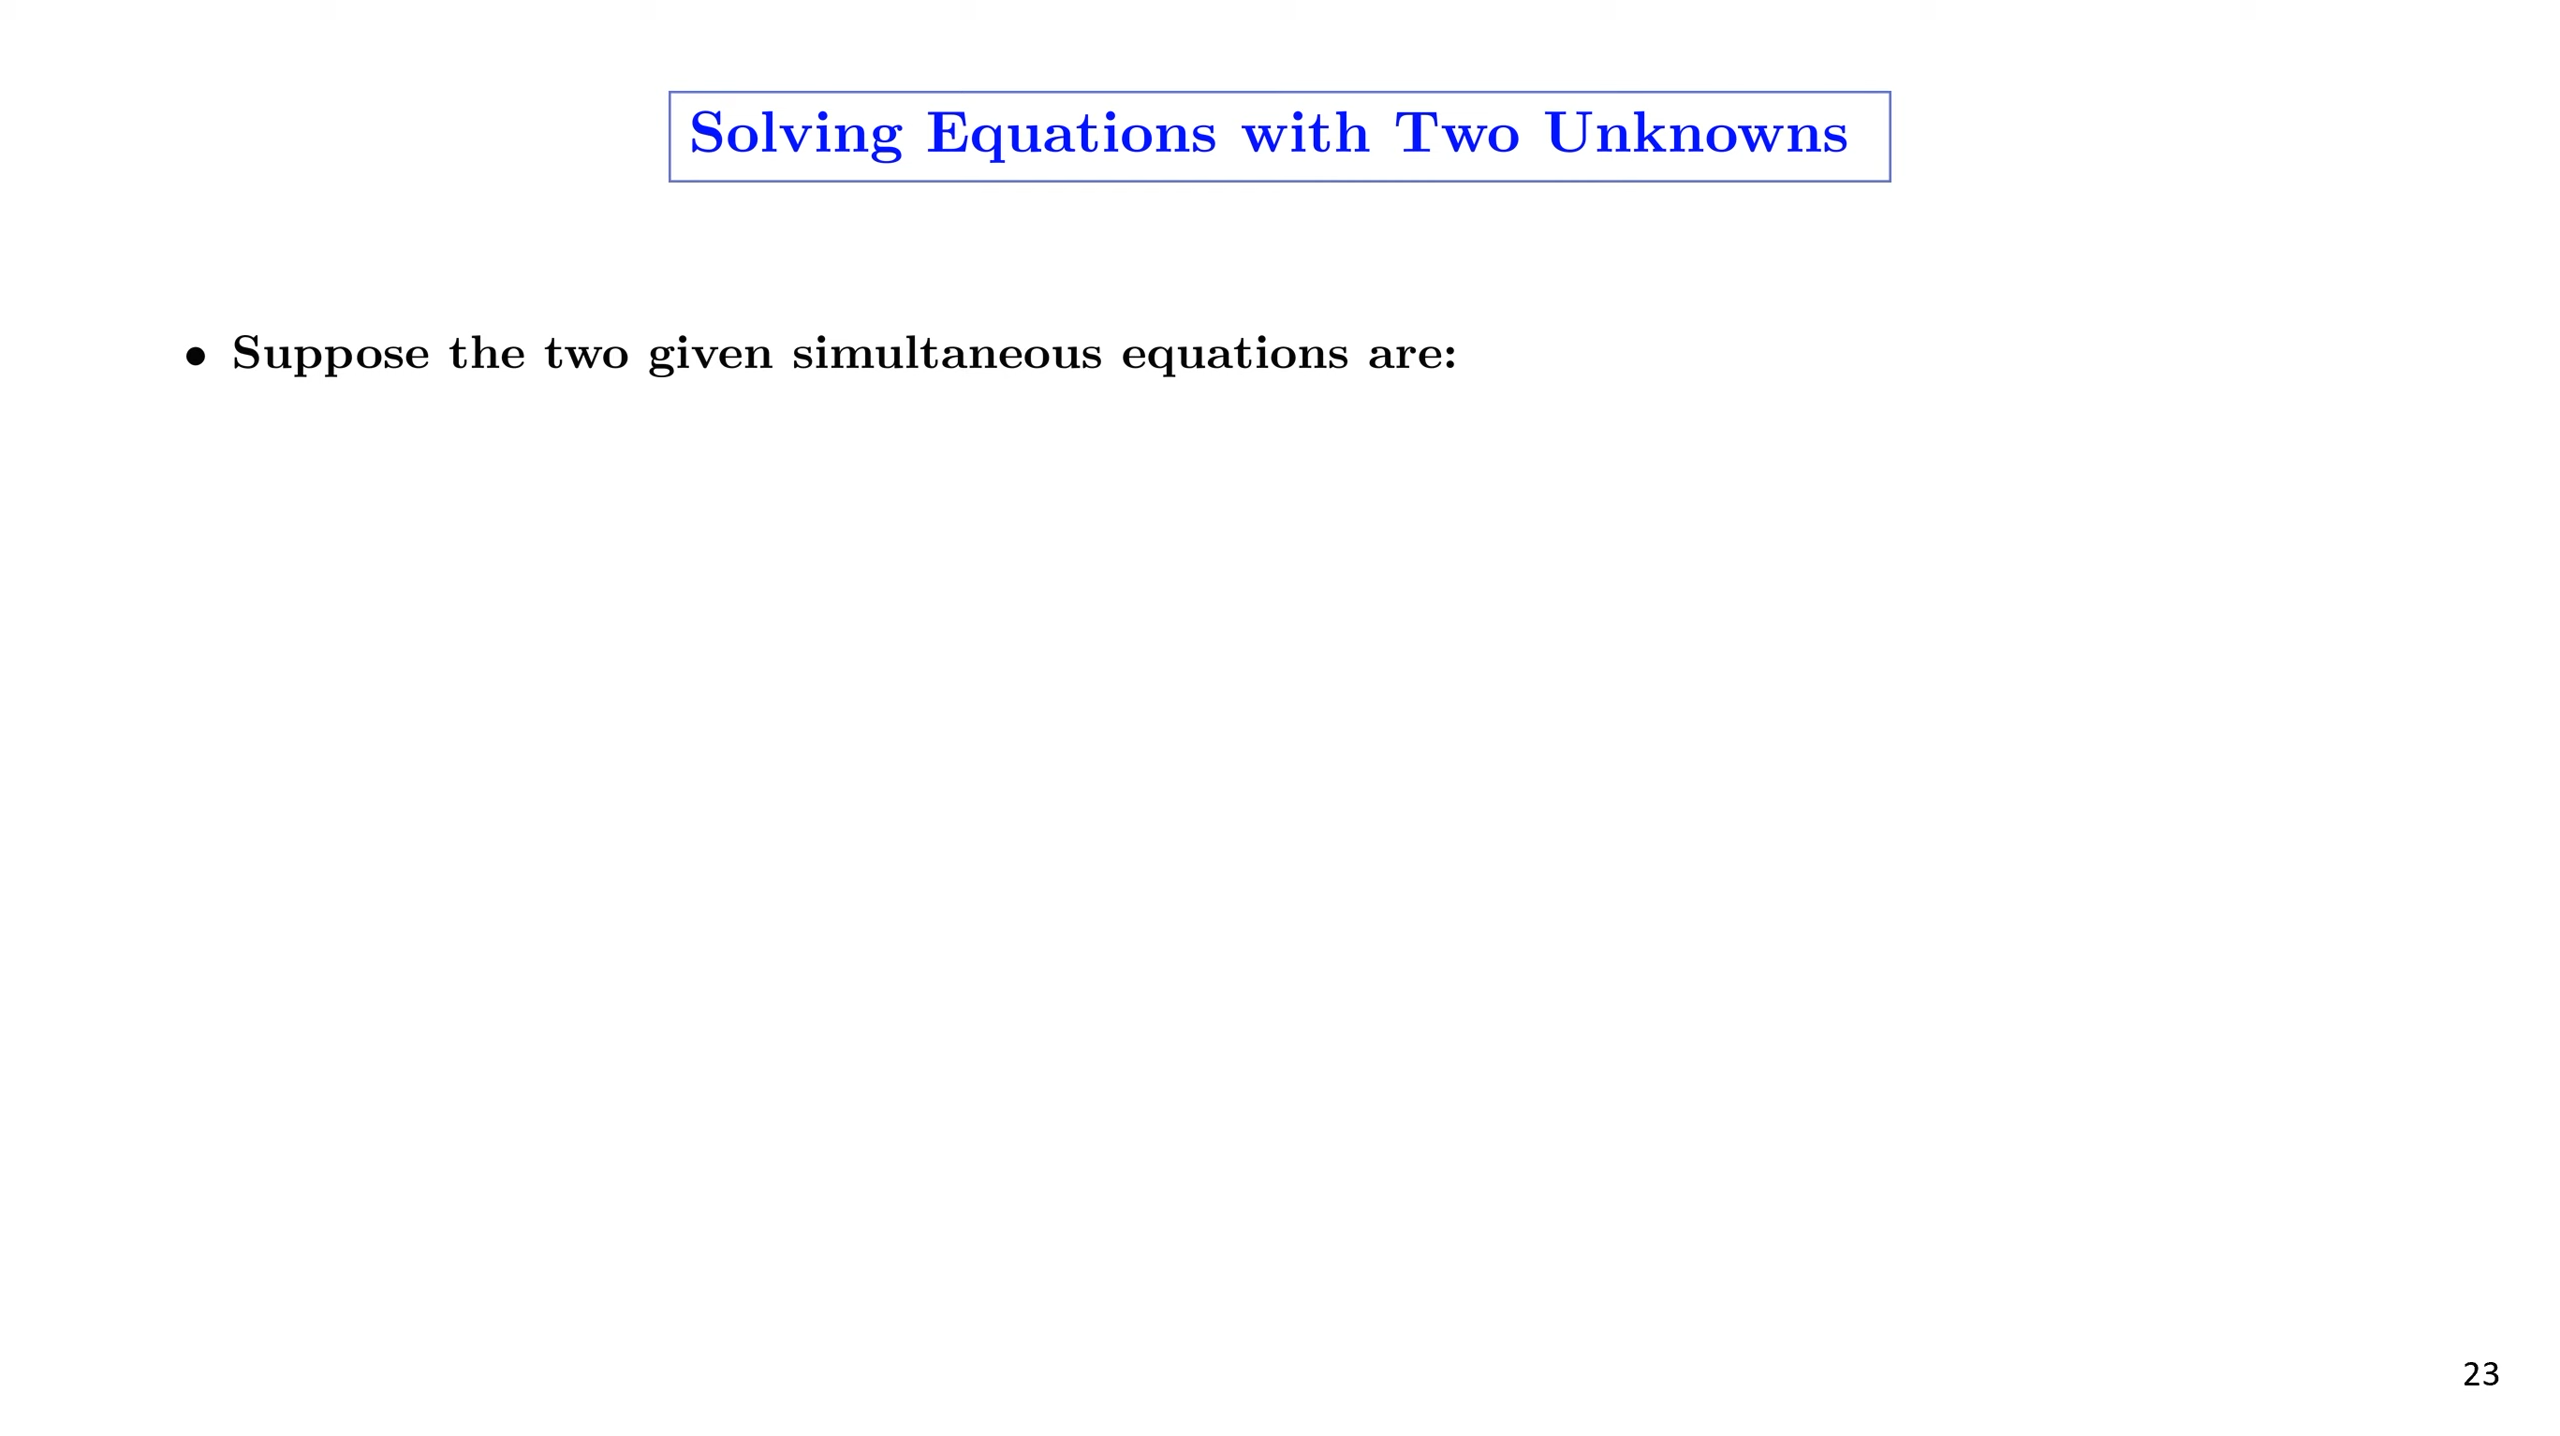 Solving Equations with Two Unknowns
• Suppose the two given simultaneous equations are:
23